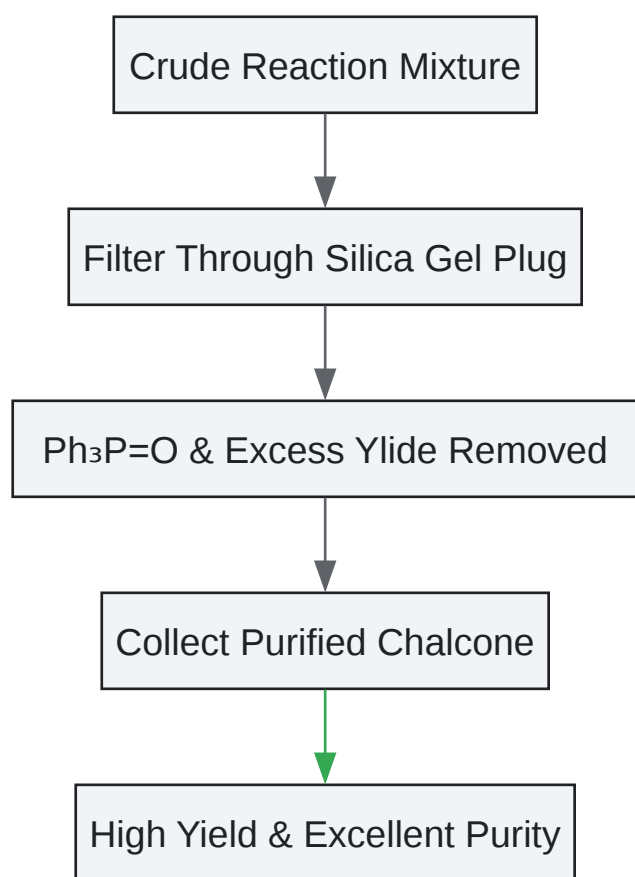 Crude Reaction Mixture
Filter Through Silica Gel Plug
Ph₃P=O & Excess Ylide Removed
Collect Purified Chalcone
High Yield & Excellent Purity